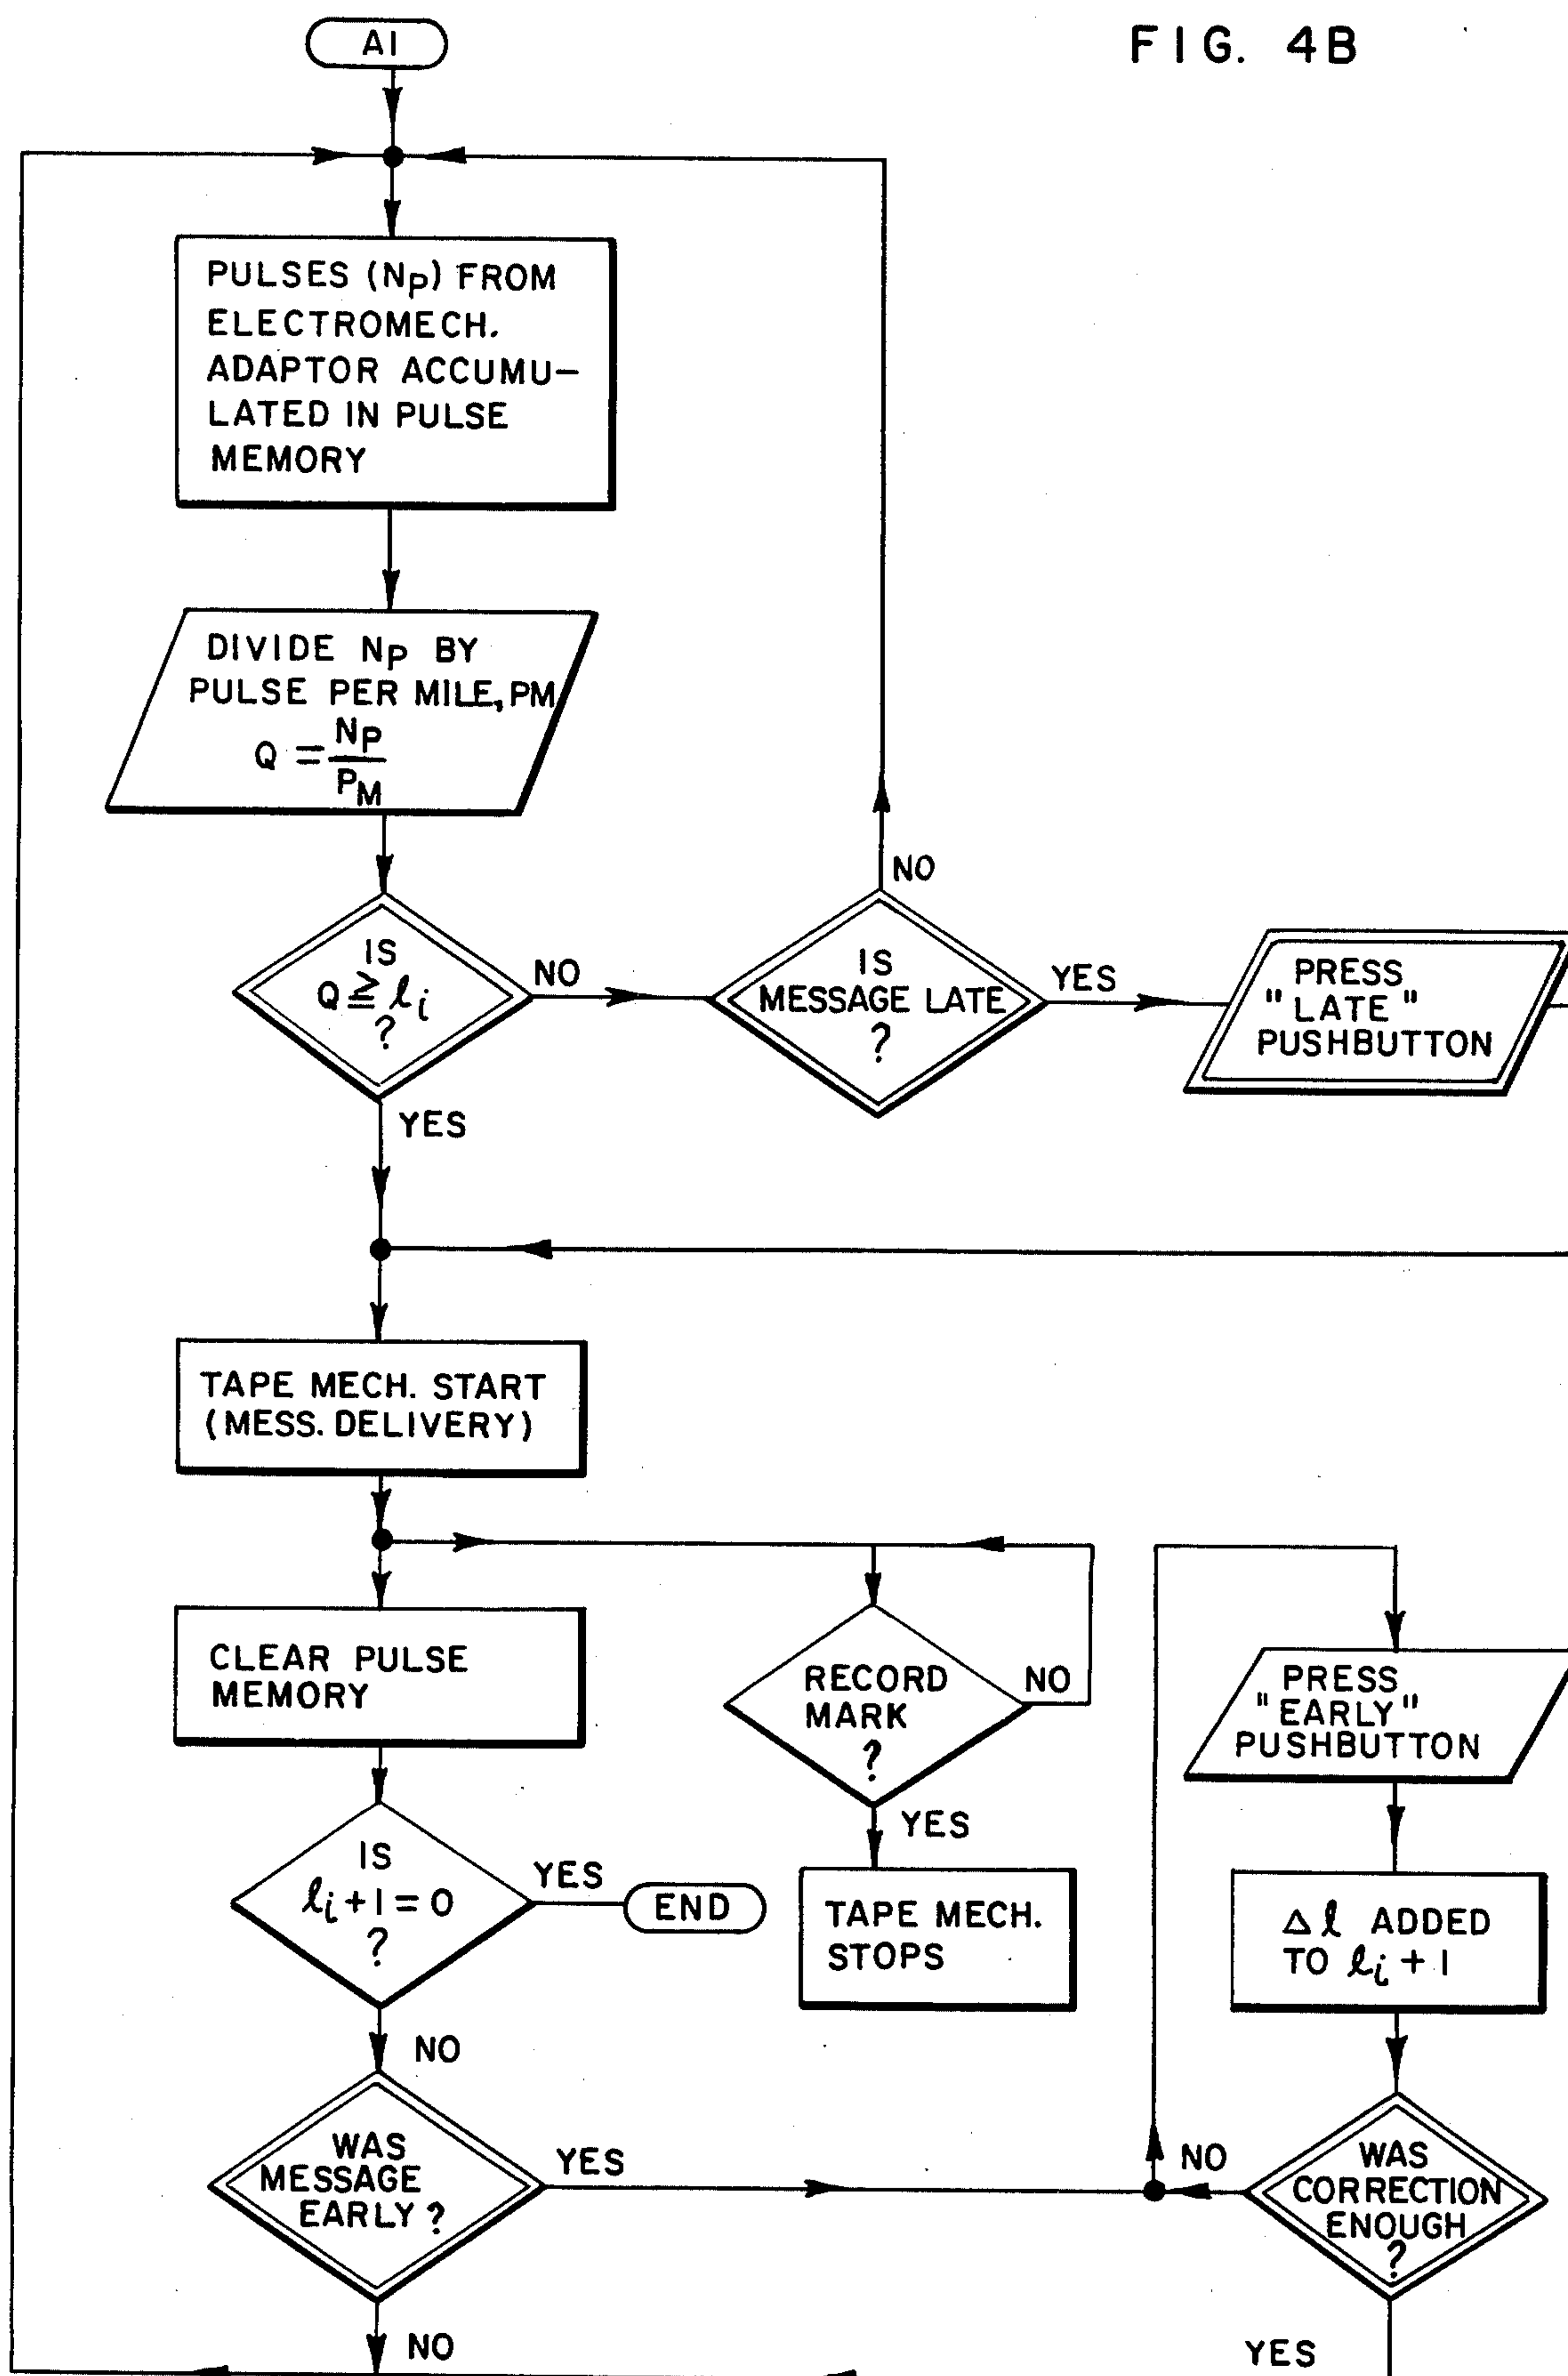 FIG. 4B
A1
PULSES (NP) FROM
ELECTROMECH.
ADAPTOR ACCUMU-
LATED IN PULSE
MEMORY
DIVIDE NP BY
PULSE PER MILE, PM
Q = NP
PM
IS
Q ≧ ℓi
?
NO
YES
IS
MESSAGE LATE
?
NO
YES
PRESS
"LATE"
PUSHBUTTON
TAPE MECH. START
(MESS. DELIVERY)
CLEAR PULSE
MEMORY
RECORD
MARK
?
NO
YES
TAPE MECH.
STOPS
PRESS
"EARLY"
PUSHBUTTON
Δℓ ADDED
TO ℓi + 1
IS
ℓi + 1 = 0
?
YES
END
NO
WAS
MESSAGE
EARLY?
YES
NO
WAS
CORRECTION
ENOUGH
?
NO
YES